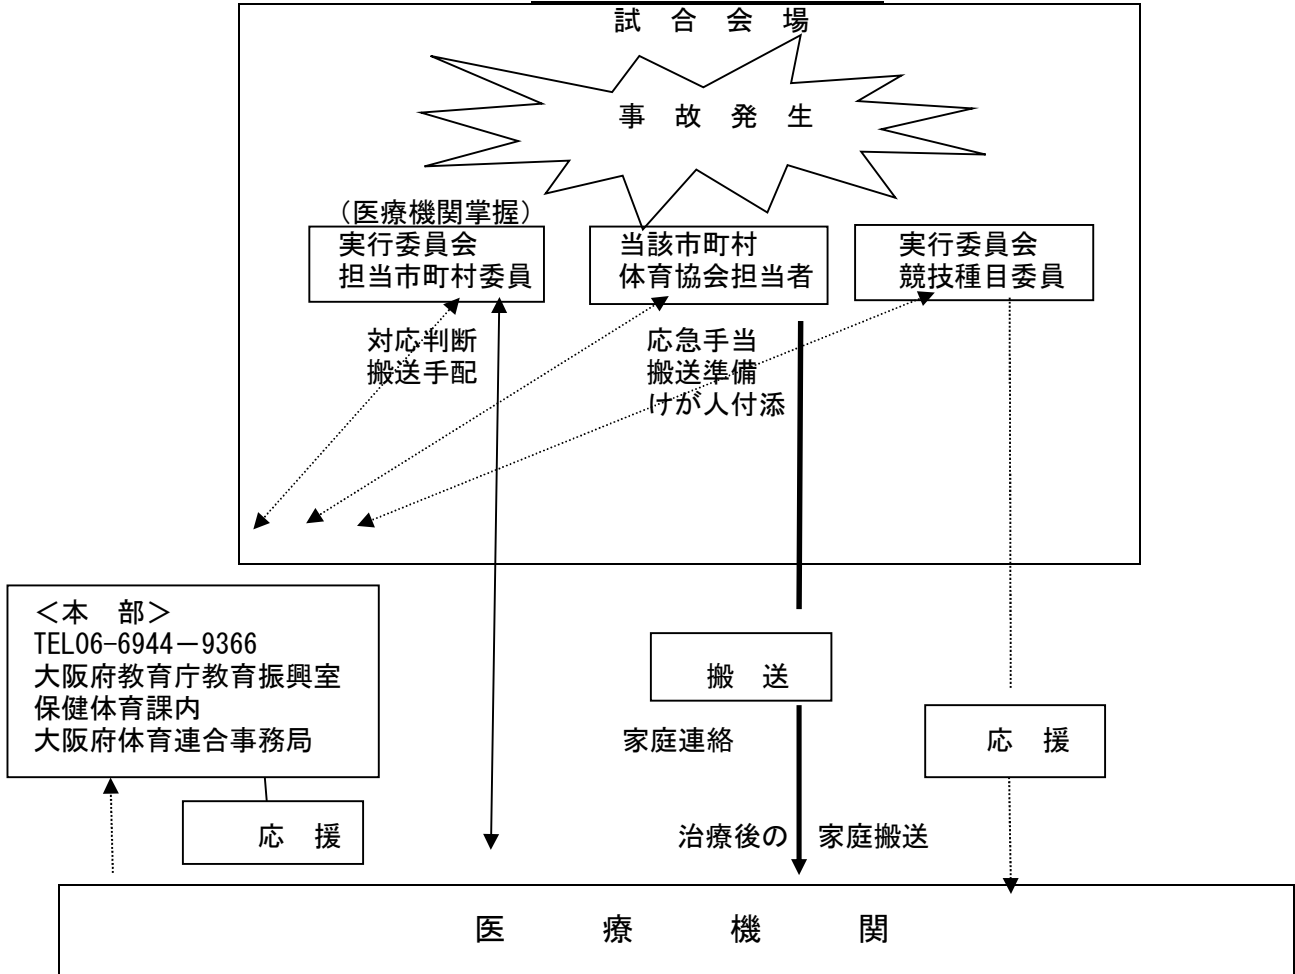 試 合 会 場
事 故 発 生
（医療機関掌握）
実行委員会
担当市町村委員
当該市町村
体育協会担当者
実行委員会
競技種目委員
対応判断
搬送手配
応急手当
搬送準備
けが人付添
＜本 部＞
TEL06-6944－9366
大阪府教育庁教育振興室
保健体育課内
大阪府体育連合事務局
搬 送
家庭連絡
応 援
応 援
治療後の 家庭搬送
医 療 機 関